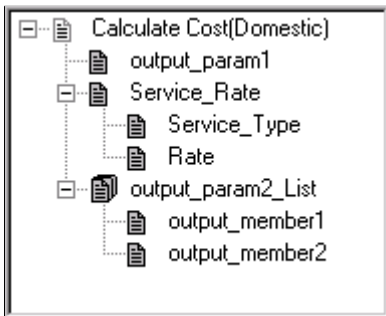 Calculate Cost(Domestic)
output_param1
Service_Rate
Service_Type
Rate
output_param2_List
output_member1
output_member2